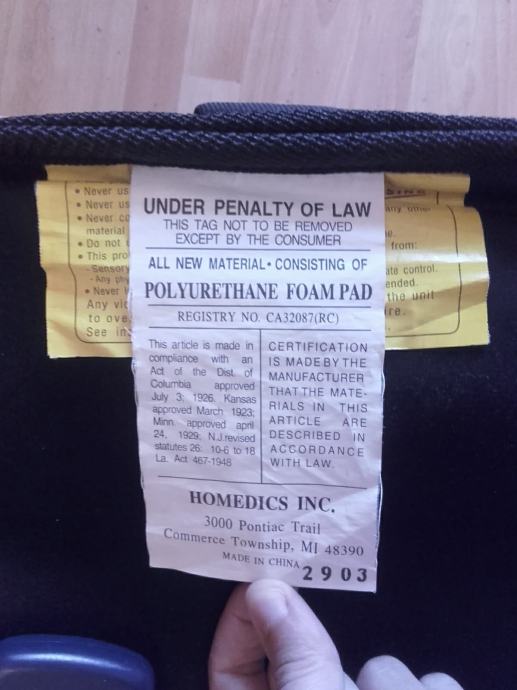 UNDER PENALTY OF LAW
THIS TAG NOT TO BE REMOVED
EXCEPT BY THE CONSUMER
ALL NEW MATERIAL • CONSISTING OF
POLYURETHANE FOAM PAD
REGISTRY NO. CA32087(RC)
This article is made in
compliance with an
Act of the Dist of
Columbia approved
July 3; 1926. Kansas
approved March 1923;
Minn approved april
24, 1929; N.J.revised
statutes 26: 10-6 to 18
La. Act 467-1948
CERTIFICATION
IS MADE BY THE
MANUFACTURER
THAT THE MATE-
RIALS IN THIS
ARTICLE ARE
DESCRIBED IN
ACCORDANCE
WITH LAW.
HOMEDICS INC.
3000 Pontiac Trail
Commerce Township, MI 48390
MADE IN CHINA
2903
• Never us
• Never us
• Never co
material
• Do not
• This pro
- Sensory
- Any ph
• Never
Any vic
to ove
See in
any other
from:
ate control.
ended.
the unit
re.